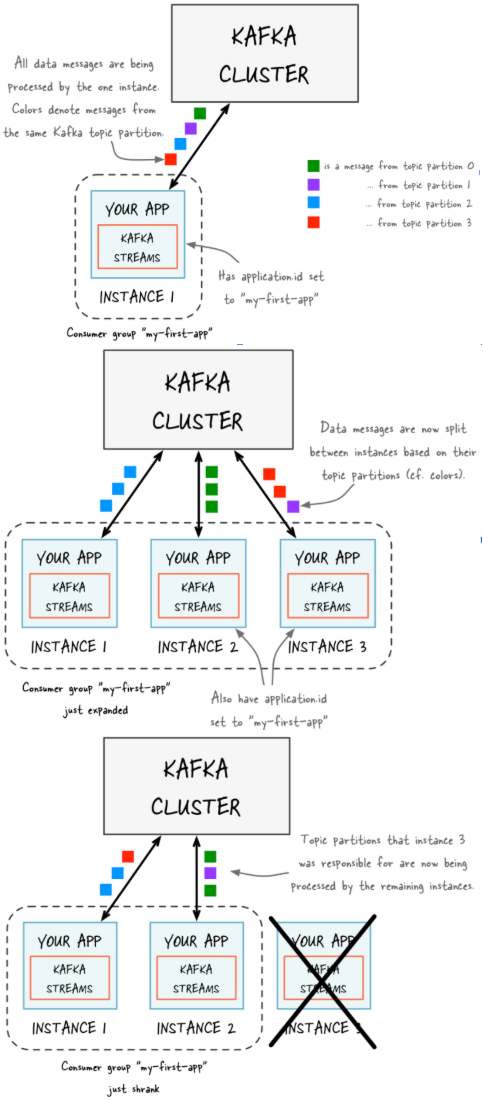 KAFKA
CLUSTER
All data messages are being
processed by the one instance.
Colors denote messages from
the same Kafka topic partition.
is a message from topic partition 0
... from topic partition 1
... from topic partition 2
... from topic partition 3
YOUR APP
KAFKA
STREAMS
INSTANCE 1
Has application.id set
to "my-first-app"
Consumer group "my-first-app"
KAFKA
CLUSTER
Data messages are now split
between instances based on their
topic partitions (cf. colors).
YOUR APP
KAFKA
STREAMS
INSTANCE 1
YOUR APP
KAFKA
STREAMS
INSTANCE 2
YOUR APP
KAFKA
STREAMS
INSTANCE 3
Consumer group "my-first-app"
just expanded
Also have application.id
set to "my-first-app"
KAFKA
CLUSTER
Topic partitions that instance 3
was responsible for are now being
processed by the remaining instances.
YOUR APP
KAFKA
STREAMS
INSTANCE 1
YOUR APP
KAFKA
STREAMS
INSTANCE 2
YOUR APP
KAFKA
STREAMS
INSTANCE 3
Consumer group "my-first-app"
just shrank